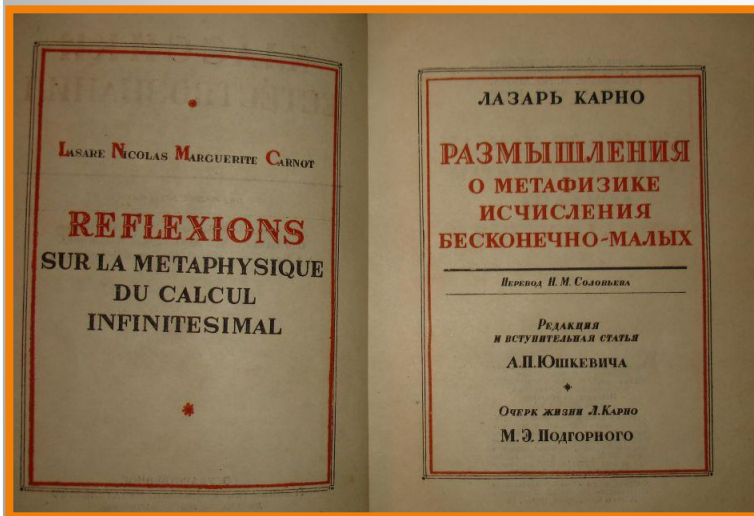 LASARE NICOLAS MARGUERITE CARNOT
REFLEXIONS
SUR LA METAPHYSIQUE
DU CALCUL
INFINITESIMAL
ЛАЗАРЬ КАРНО
РАЗМЫШЛЕНИЯ
О МЕТАФИЗИКЕ
ИСЧИСЛЕНИЯ
БЕСКОНЕЧНО-МАЛЫХ
ПЕРЕВОД Н. М. СОЛОВЬЕВА
РЕДАКЦИЯ
И ВСТУПИТЕЛЬНАЯ СТАТЬЯ
А.П.ЮШКЕВИЧА
ОЧЕРК ЖИЗНИ Л.КАРНО
М. Э. ПОДГОРНОГО